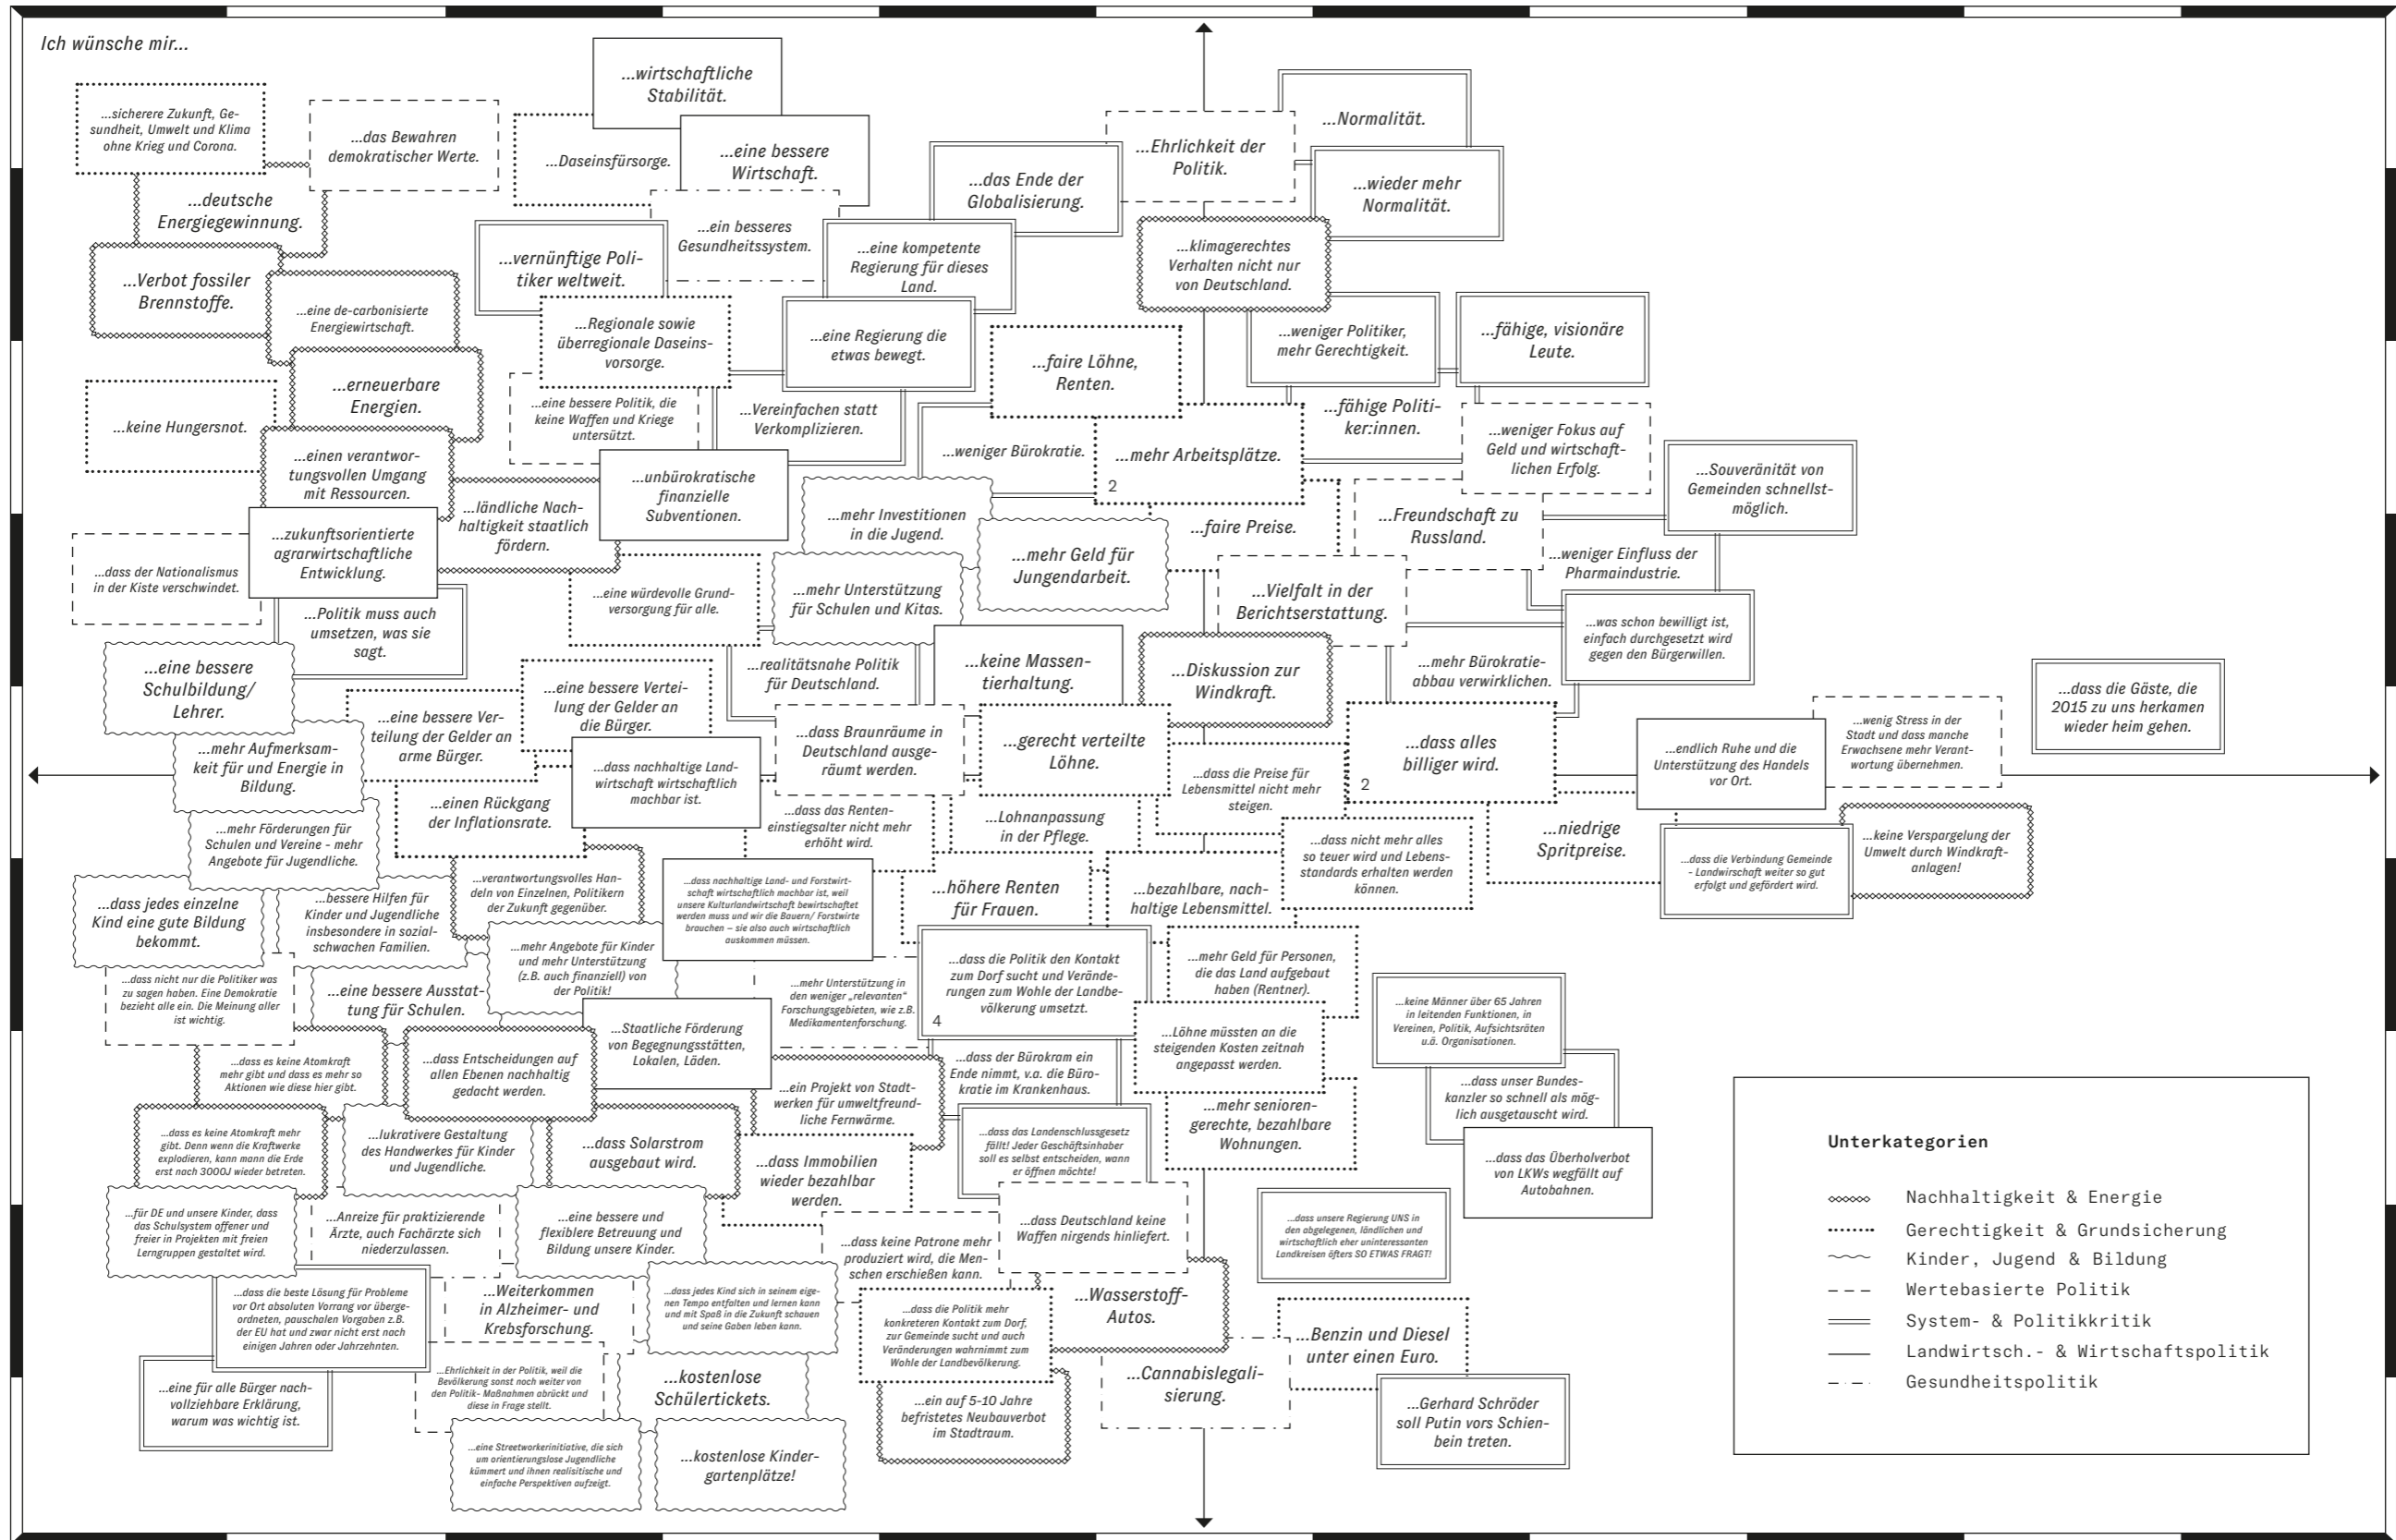 Ich wünsche mir...
...wirtschaftliche
Stabilität.
...sicherere Zukunft, Ge-
sundheit, Umwelt und Klima
ohne Krieg und Corona.
...das Bewahren
demokratischer Werte.
...Daseinsfürsorge.
...eine bessere
Wirtschaft.
...Normalität.
...Ehrlichkeit der
Politik.
...das Ende der
Globalisierung.
...wieder mehr
Normalität.
...deutsche
Energiegewinnung.
...ein besseres
Gesundheitssystem.
...vernünftige Poli-
tiker weltweit.
...eine kompetente
Regierung für dieses
Land.
...klimagerechtes
Verhalten nicht nur
von Deutschland.
...Verbot fossiler
Brennstoffe.
...eine de-carbonisierte
Energiewirtschaft.
...Regionale sowie
überregionale Daseins-
vorsorge.
...eine Regierung die
etwas bewegt.
...weniger Politiker,
mehr Gerechtigkeit.
...fähige, visionäre
Leute.
...faire Löhne,
Renten.
...erneuerbare
Energien.
...keine Hungersnot.
...eine bessere Politik, die
keine Waffen und Kriege
untersützt.
...Vereinfachen statt
Verkomplizieren.
...fähige Politi-
ker:innen.
...weniger Bürokratie.
...mehr Arbeitsplätze.
2
...weniger Fokus auf
Geld und wirtschaft-
lichen Erfolg.
...Souveränität von
Gemeinden schnellst-
möglich.
...einen verantwor-
tungsvollen Umgang
mit Ressourcen.
...unbürokratische
finanzielle
Subventionen.
...ländliche Nach-
haltigkeit staatlich
fördern.
...mehr Investitionen
in die Jugend.
...faire Preise.
...Freundschaft zu
Russland.
...zukunftsorientierte
agrarwirtschaftliche
Entwicklung.
...mehr Geld für
Jungendarbeit.
...weniger Einfluss der
Pharmaindustrie.
...dass der Nationalismus
in der Kiste verschwindet.
...eine würdevolle Grund-
versorgung für alle.
...mehr Unterstützung
für Schulen und Kitas.
...Vielfalt in der
Berichtserstattung.
...Politik muss auch
umsetzen, was sie
sagt.
...was schon bewilligt ist,
einfach durchgesetzt wird
gegen den Bürgerwillen.
...eine bessere
Schulbildung/
Lehrer.
...realitätsnahe Politik
für Deutschland.
...keine Massen-
tierhaltung.
...Diskussion zur
Windkraft.
...mehr Bürokratie-
abbau verwirklichen.
...dass die Gäste, die
2015 zu uns herkamen
wieder heim gehen.
...eine bessere Vertei-
lung der Gelder an
die Bürger.
...eine bessere Ver-
teilung der Gelder an
arme Bürger.
...dass Braunräume in
Deutschland ausge-
räumt werden.
...gerecht verteilte
Löhne.
...dass alles
billiger wird.
2
...wenig Stress in der
Stadt und dass manche
Erwachsene mehr Verant-
wortung übernehmen.
...mehr Aufmerksam-
keit für und Energie in
Bildung.
...dass nachhaltige Land-
wirtschaft wirtschaftlich
machbar ist.
...dass die Preise für
Lebensmittel nicht mehr
steigen.
...endlich Ruhe und die
Unterstützung des Handels
vor Ort.
...einen Rückgang
der Inflationsrate.
...dass das Renten-
einstiegsalter nicht mehr
erhöht wird.
...Lohnanpassung
in der Pflege.
...mehr Förderungen für
Schulen und Vereine - mehr
Angebote für Jugendliche.
...dass nicht mehr alles
so teuer wird und Lebens-
standards erhalten werden
können.
...niedrige
Spritpreise.
...keine Verspargelung der
Umwelt durch Windkraft-
anlagen!
...dass die Verbindung Gemeinde
- Landwirschaft weiter so gut
erfolgt und gefördert wird.
...dass jedes einzelne
Kind eine gute Bildung
bekommt.
...bessere Hilfen für
Kinder und Jugendliche
insbesondere in sozial-
schwachen Familien.
...verantwortungsvolles Han-
deln von Einzelnen, Politikern
der Zukunft gegenüber.
...dass nachhaltige Land- und Forstwirt-
schaft wirtschaftlich machbar ist, weil
unsere Kulturlandwirtschaft bewirtschaftet
werden muss und wir die Bauern/ Forstwirte
brauchen – sie also auch wirtschaftlich
auskommen müssen.
...höhere Renten
für Frauen.
...bezahlbare, nach-
haltige Lebensmittel.
...mehr Angebote für Kinder
und mehr Unterstützung
(z.B. auch finanziell) von
der Politik!
...dass die Politik den Kontakt
zum Dorf sucht und Verände-
rungen zum Wohle der Landbe-
völkerung umsetzt.
4
...mehr Geld für Personen,
die das Land aufgebaut
haben (Rentner).
...dass nicht nur die Politiker was
zu sagen haben. Eine Demokratie
bezieht alle ein. Die Meinung aller
ist wichtig.
...eine bessere Ausstat-
tung für Schulen.
...mehr Unterstützung in
den weniger „relevanten“
Forschungsgebieten, wie z.B.
Medikamentenforschung.
...keine Männer über 65 Jahren
in leitenden Funktionen, in
Vereinen, Politik, Aufsichtsräten
u.ä. Organisationen.
...Staatliche Förderung
von Begegnungsstätten,
Lokalen, Läden.
...Löhne müssten an die
steigenden Kosten zeitnah
angepasst werden.
...dass es keine Atomkraft
mehr gibt und dass es mehr so
Aktionen wie diese hier gibt.
...dass Entscheidungen auf
allen Ebenen nachhaltig
gedacht werden.
...dass der Bürokram ein
Ende nimmt, v.a. die Büro-
kratie im Krankenhaus.
...ein Projekt von Stadt-
werken für umweltfreund-
liche Fernwärme.
...dass unser Bundes-
kanzler so schnell als mög-
lich ausgetauscht wird.
...mehr senioren-
gerechte, bezahlbare
Wohnungen.
...dass es keine Atomkraft mehr
gibt. Denn wenn die Kraftwerke
explodieren, kann mann die Erde
erst nach 3000J wieder betreten.
...lukrativere Gestaltung
des Handwerkes für Kinder
und Jugendliche.
...dass Solarstrom
ausgebaut wird.
...dass das Landenschlussgesetz
fällt! Jeder Geschäftsinhaber
soll es selbst entscheiden, wann
er öffnen möchte!
...dass Immobilien
wieder bezahlbar
werden.
...dass das Überholverbot
von LKWs wegfällt auf
Autobahnen.
...für DE und unsere Kinder, dass
das Schulsystem offener und
freier in Projekten mit freien
Lerngruppen gestaltet wird.
...Anreize für praktizierende
Ärzte, auch Fachärzte sich
niederzulassen.
...eine bessere und
flexiblere Betreuung und
Bildung unsere Kinder.
...dass keine Patrone mehr
produziert wird, die Men-
schen erschießen kann.
...dass Deutschland keine
Waffen nirgends hinliefert.
...dass unsere Regierung UNS in
den abgelegenen, ländlichen und
wirtschaftlich eher uninteressanten
Landkreisen öfters SO ETWAS FRAGT!
...dass die beste Lösung für Probleme
vor Ort absoluten Vorrang vor überge-
ordneten, pauschalen Vorgaben z.B.
der EU hat und zwar nicht erst nach
einigen Jahren oder Jahrzehnten.
...Weiterkommen
in Alzheimer- und
Krebsforschung.
...dass jedes Kind sich in seinem eige-
nen Tempo entfalten und lernen kann
und mit Spaß in die Zukunft schauen
und seine Gaben leben kann.
...dass die Politik mehr
konkreteren Kontakt zum Dorf,
zur Gemeinde sucht und auch
Veränderungen wahrnimmt zum
Wohle der Landbevölkerung.
...Wasserstoff-
Autos.
...Benzin und Diesel
unter einen Euro.
...eine für alle Bürger nach-
vollziehbare Erklärung,
warum was wichtig ist.
...Ehrlichkeit in der Politik, weil die
Bevölkerung sonst noch weiter von
den Politik- Maßnahmen abrückt und
diese in Frage stellt.
...kostenlose
Schülertickets.
...ein auf 5-10 Jahre
befristetes Neubauverbot
im Stadtraum.
...Cannabislegali-
sierung.
...Gerhard Schröder
soll Putin vors Schien-
bein treten.
...eine Streetworkerinitiative, die sich
um orientierungslose Jugendliche
kümmert und ihnen realisitische und
einfache Perspektiven aufzeigt.
...kostenlose Kinder-
gartenplätze!
Unterkategorien
Nachhaltigkeit & Energie
Gerechtigkeit & Grundsicherung
Kinder, Jugend & Bildung
Wertebasierte Politik
System- & Politikkritik
Landwirtsch.- & Wirtschaftspolitik
Gesundheitspolitik